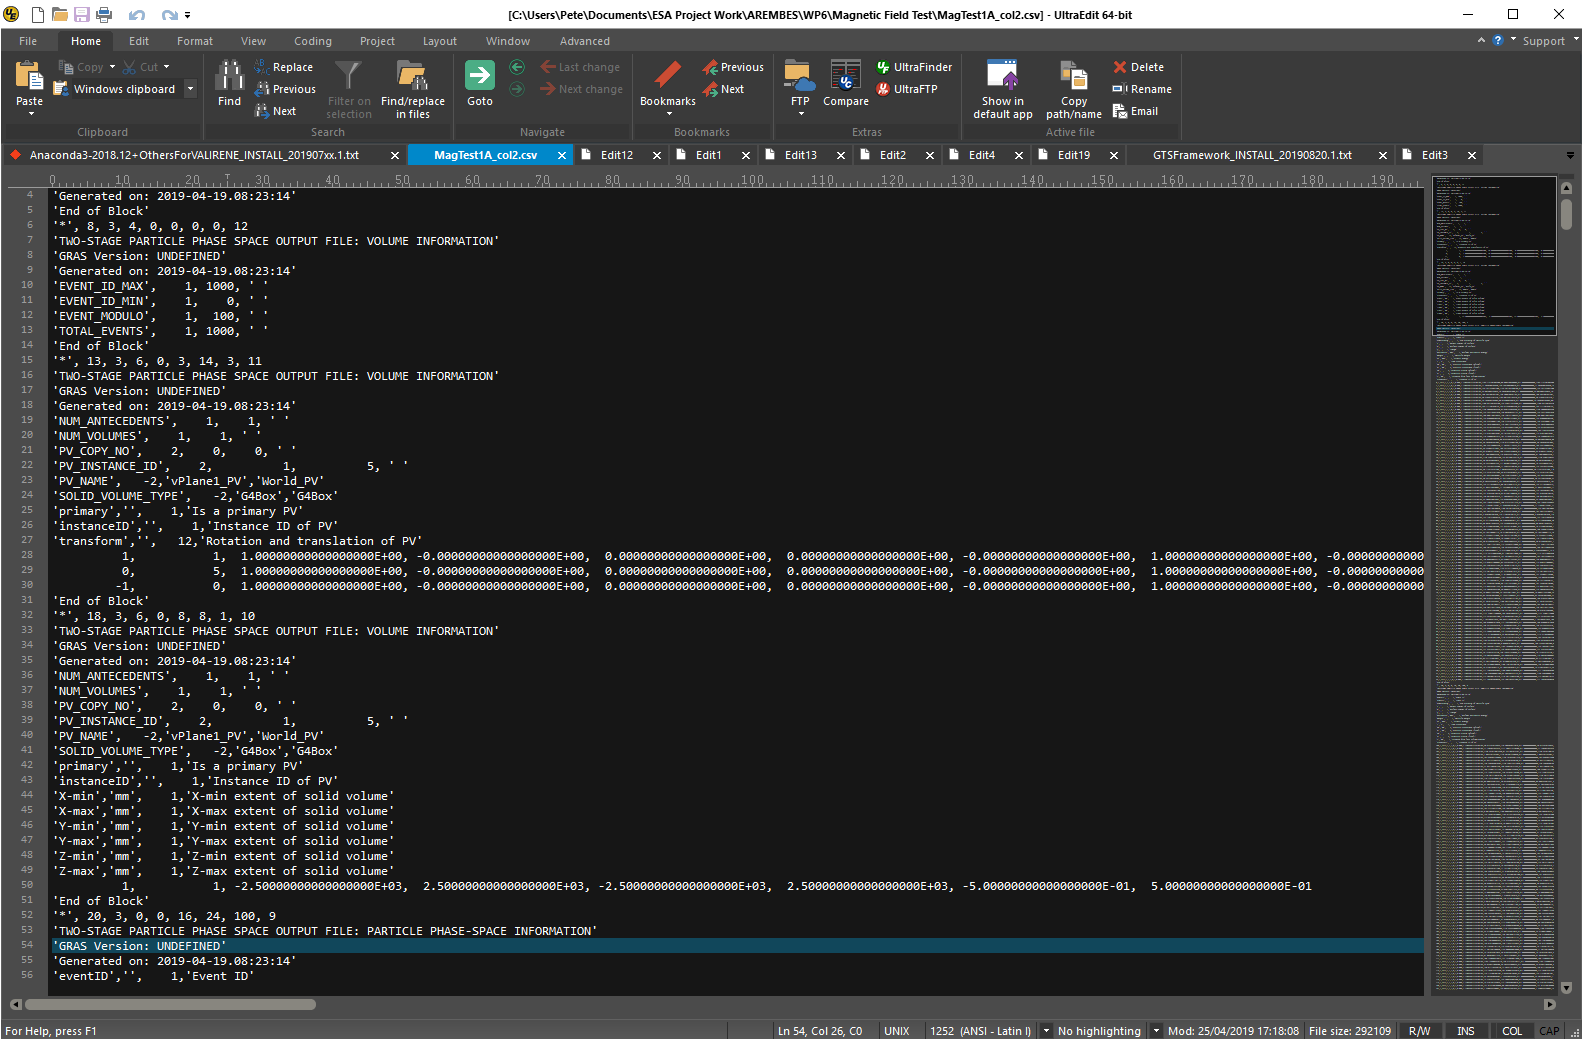 [C:\Users\Pete\Documents\ESA Project Work\AREMBES\WP6\Magnetic Field Test\MagTest1A_col2.csv] - UltraEdit 64-bit
File Home Edit Format View Coding Project Layout Window Advanced Support
Paste Copy Cut Windows clipboard Clipboard
Find Replace Previous Next Filter on selection Find/replace in files Search
Goto Last change Next change Navigate
Bookmarks Previous Next Bookmarks
FTP Compare UltraFinder UltraFTP Extras
Show in default app Copy path/name Delete Rename Email Active file
Anaconda3-2018.12+OthersForVALIRENE_INSTALL_201907xx.1.txt MagTest1A_col2.csv Edit12 Edit1 Edit13 Edit2 Edit4 Edit19 GTSFramework_INSTALL_20190820.1.txt Edit3
0 10 20 30 40 50 60 70 80 90 100 110 120 130 140 150 160 170 180 190
4 'Generated on: 2019-04-19.08:23:14'
5 'End of Block'
6 '*', 8, 3, 4, 0, 0, 0, 0, 12
7 'TWO-STAGE PARTICLE PHASE SPACE OUTPUT FILE: VOLUME INFORMATION'
8 'GRAS Version: UNDEFINED'
9 'Generated on: 2019-04-19.08:23:14'
10 'EVENT_ID_MAX', 1, 1000, ' '
11 'EVENT_ID_MIN', 1, 0, ' '
12 'EVENT_MODULO', 1, 100, ' '
13 'TOTAL_EVENTS', 1, 1000, ' '
14 'End of Block'
15 '*', 13, 3, 6, 0, 3, 14, 3, 11
16 'TWO-STAGE PARTICLE PHASE SPACE OUTPUT FILE: VOLUME INFORMATION'
17 'GRAS Version: UNDEFINED'
18 'Generated on: 2019-04-19.08:23:14'
19 'NUM_ANTECEDENTS', 1, 1, ' '
20 'NUM_VOLUMES', 1, 1, ' '
21 'PV_COPY_NO', 2, 0, 0, ' '
22 'PV_INSTANCE_ID', 2, 1, 5, ' '
23 'PV_NAME', -2,'vPlane1_PV','World_PV'
24 'SOLID_VOLUME_TYPE', -2,'G4Box','G4Box'
25 'primary','', 1,'Is a primary PV'
26 'instanceID','', 1,'Instance ID of PV'
27 'transform','', 12,'Rotation and translation of PV'
28 1, 1, 1.0000000000000000E+00, -0.0000000000000000E+00, 0.0000000000000000E+00, 0.0000000000000000E+00, -0.0000000000000000E+00, 1.0000000000000000E+00, -0.00000000000
29 0, 5, 1.0000000000000000E+00, -0.0000000000000000E+00, 0.0000000000000000E+00, 0.0000000000000000E+00, -0.0000000000000000E+00, 1.0000000000000000E+00, -0.00000000000
30 -1, 0, 1.0000000000000000E+00, -0.0000000000000000E+00, 0.0000000000000000E+00, 0.0000000000000000E+00, -0.0000000000000000E+00, 1.0000000000000000E+00, -0.00000000000
31 'End of Block'
32 '*', 18, 3, 6, 0, 8, 8, 1, 10
33 'TWO-STAGE PARTICLE PHASE SPACE OUTPUT FILE: VOLUME INFORMATION'
34 'GRAS Version: UNDEFINED'
35 'Generated on: 2019-04-19.08:23:14'
36 'NUM_ANTECEDENTS', 1, 1, ' '
37 'NUM_VOLUMES', 1, 1, ' '
38 'PV_COPY_NO', 2, 0, 0, ' '
39 'PV_INSTANCE_ID', 2, 1, 5, ' '
40 'PV_NAME', -2,'vPlane1_PV','World_PV'
41 'SOLID_VOLUME_TYPE', -2,'G4Box','G4Box'
42 'primary','', 1,'Is a primary PV'
43 'instanceID','', 1,'Instance ID of PV'
44 'X-min','mm', 1,'X-min extent of solid volume'
45 'X-max','mm', 1,'X-max extent of solid volume'
46 'Y-min','mm', 1,'Y-min extent of solid volume'
47 'Y-max','mm', 1,'Y-max extent of solid volume'
48 'Z-min','mm', 1,'Z-min extent of solid volume'
49 'Z-max','mm', 1,'Z-max extent of solid volume'
50 1, 1, -2.5000000000000000E+03, 2.5000000000000000E+03, -2.5000000000000000E+03, 2.5000000000000000E+03, -5.0000000000000000E-01, 5.0000000000000000E-01
51 'End of Block'
52 '*', 20, 3, 0, 0, 16, 24, 100, 9
53 'TWO-STAGE PARTICLE PHASE SPACE OUTPUT FILE: PARTICLE PHASE-SPACE INFORMATION'
54 'GRAS Version: UNDEFINED'
55 'Generated on: 2019-04-19.08:23:14'
56 'eventID','', 1,'Event ID'
For Help, press F1 Ln 54, Col 26, C0 UNIX 1252 (ANSI - Latin I) No highlighting Mod: 25/04/2019 17:18:08 File size: 292109 R/W INS COL CAP